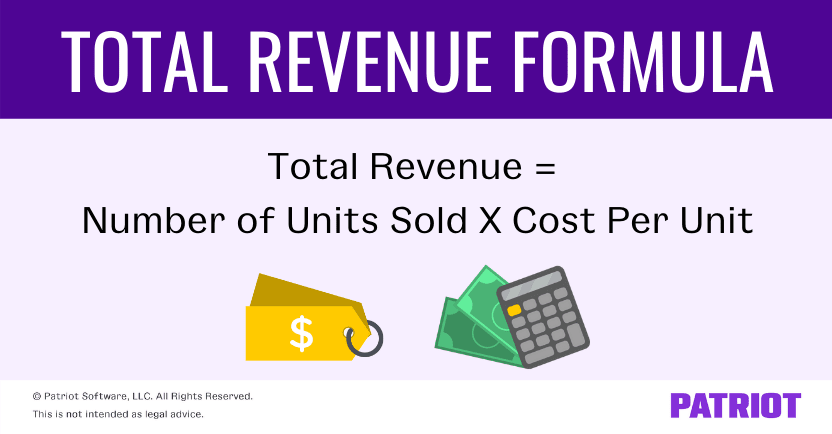 TOTAL REVENUE FORMULA
Total Revenue =
Number of Units Sold X Cost Per Unit
$
© Patriot Software, LLC. All Rights Reserved.
This is not intended as legal advice.
PATRIOT